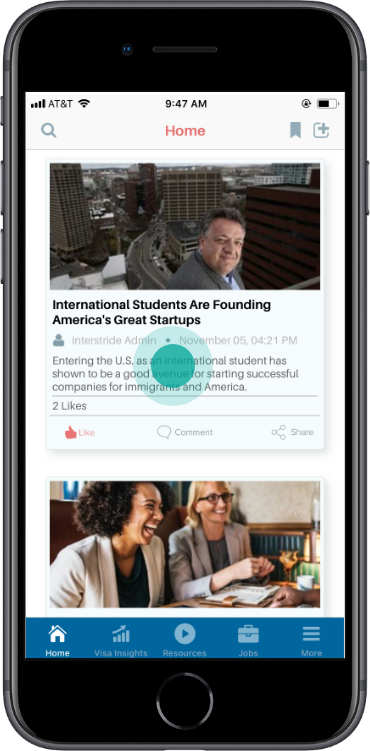 AT&T 9:47 AM
Home
International Students Are Founding
America's Great Startups
Interstride Admin • November 05, 04:21 PM
Entering the U.S. as an international student has
shown to be a good avenue for starting successful
companies for immigrants and America.
2 Likes
Like Comment Share
Home Visa Insights Resources Jobs More